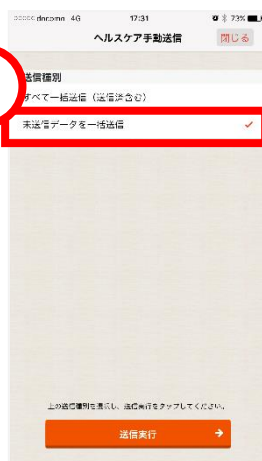 docomo 4G 17:31 73%
ヘルスケア手動送信 閉じる
送信種別
すべて一括送信（送信済含む）
未送信データを一括送信
上の送信種別を選択し、送信実行をタップしてください。
送信実行